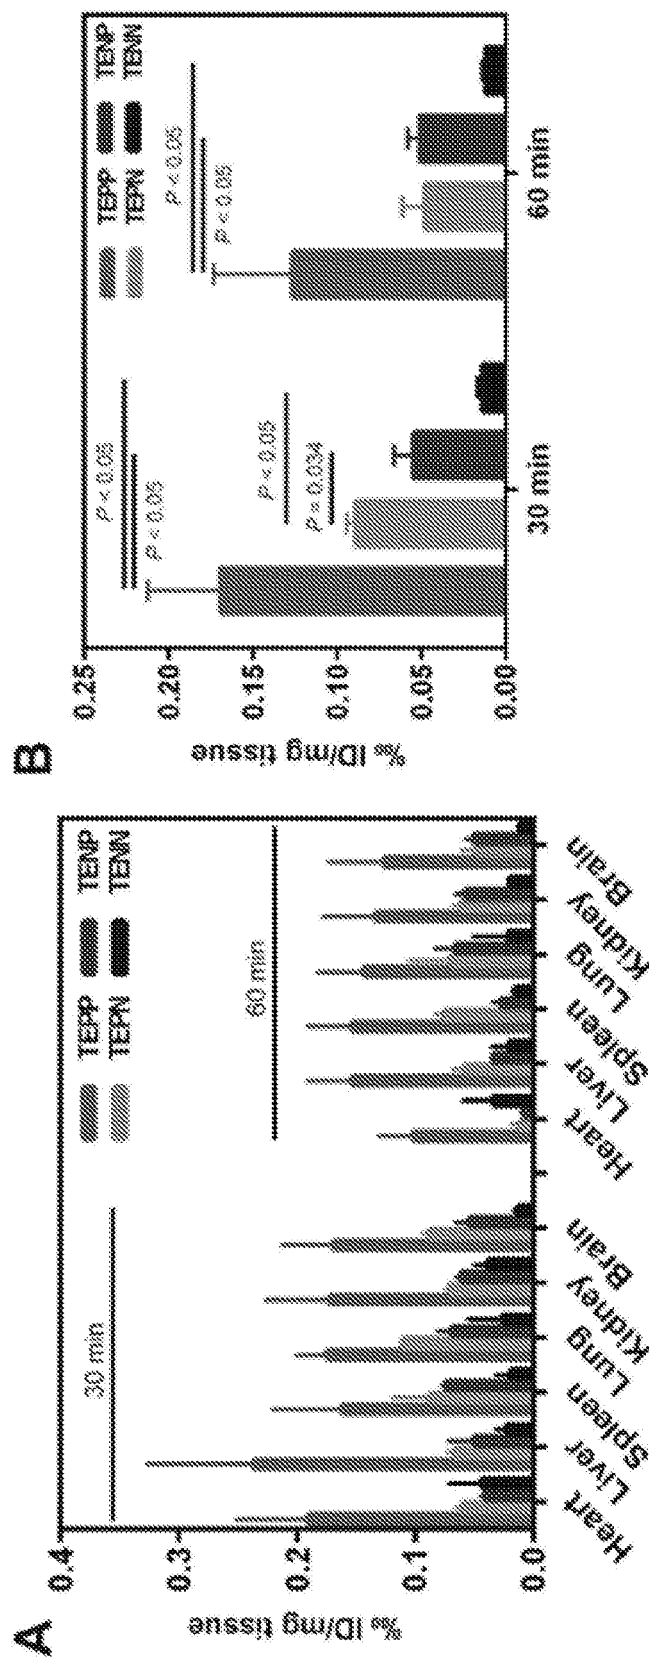 A
‰ ID/mg tissue
0.4
0.3
0.2
0.1
0.0
TEPP
TENP
TEPN
TENN
30 min
60 min
Heart
Liver
Spleen
Lung
Kidney
Brain
Heart
Liver
Spleen
Lung
Kidney
Brain
B
‰ ID/mg tissue
0.25
0.20
0.15
0.10
0.05
0.00
TEPP
TENP
TEPN
TENN
P < 0.05
P < 0.05
P < 0.05
P = 0.034
P < 0.05
P < 0.05
30 min
60 min